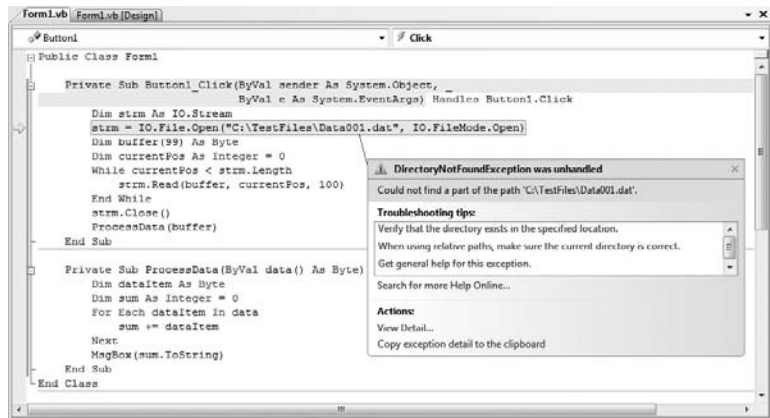 Form1.vb Form1.vb [Design]
Button1 Click
Public Class Form1
Private Sub Button1_Click(ByVal sender As System.Object, _
ByVal e As System.EventArgs) Handles Button1.Click
Dim strm As IO.Stream
strm = IO.File.Open("C:\TestFiles\Data001.dat", IO.FileMode.Open)
Dim buffer(99) As Byte
Dim currentPos As Integer = 0
While currentPos < strm.Length
strm.Read(buffer, currentPos, 100)
End While
strm.Close()
ProcessData(buffer)
End Sub
Private Sub ProcessData(ByVal data() As Byte)
Dim dataItem As Byte
Dim sum As Integer = 0
For Each dataItem In data
sum += dataItem
Next
MsgBox(sum.ToString)
End Sub
End Class
DirectoryNotFoundException was unhandled
Could not find a part of the path 'C:\TestFiles\Data001.dat'.
Troubleshooting tips:
Verify that the directory exists in the specified location.
When using relative paths, make sure the current directory is correct.
Get general help for this exception.
Search for more Help Online...
Actions:
View Detail...
Copy exception detail to the clipboard